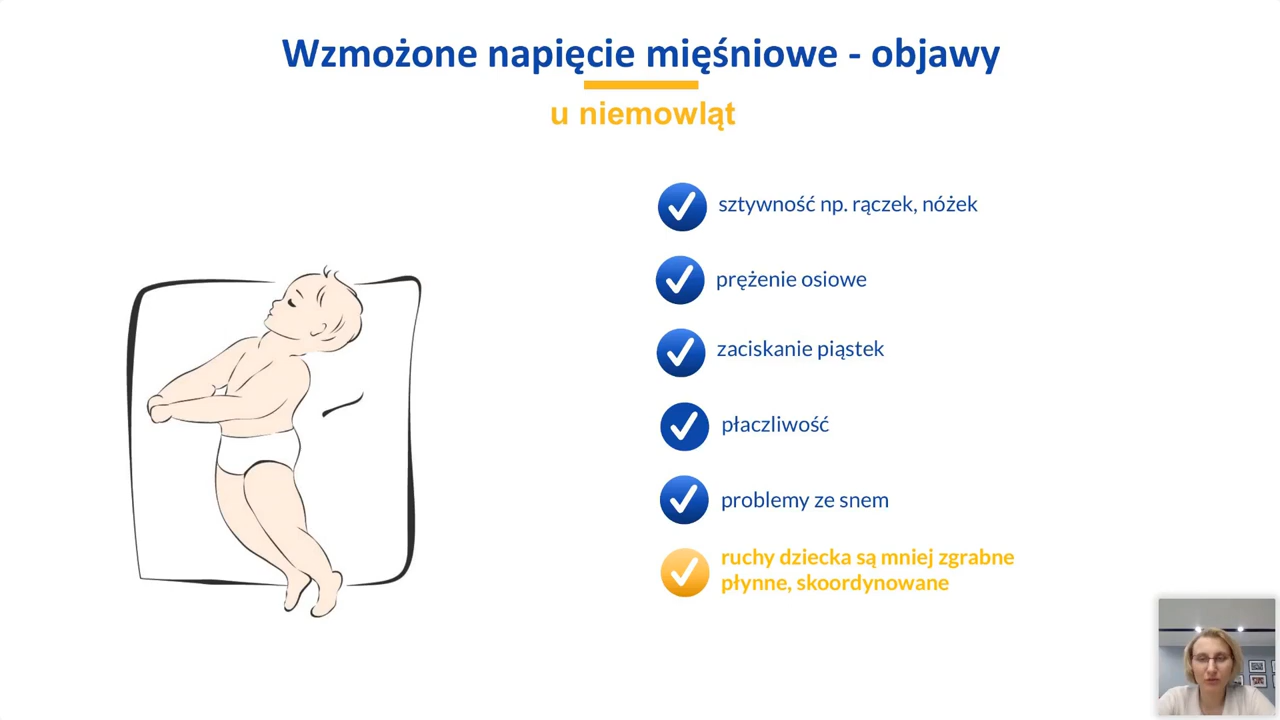 Wzmożone napięcie mięśniowe - objawy
u niemowląt
sztywność np. rączek, nóżek
prężenie osiowe
zaciskanie piąstek
płaczliwość
problemy ze snem
ruchy dziecka są mniej zgrabne
płynne, skoordynowane